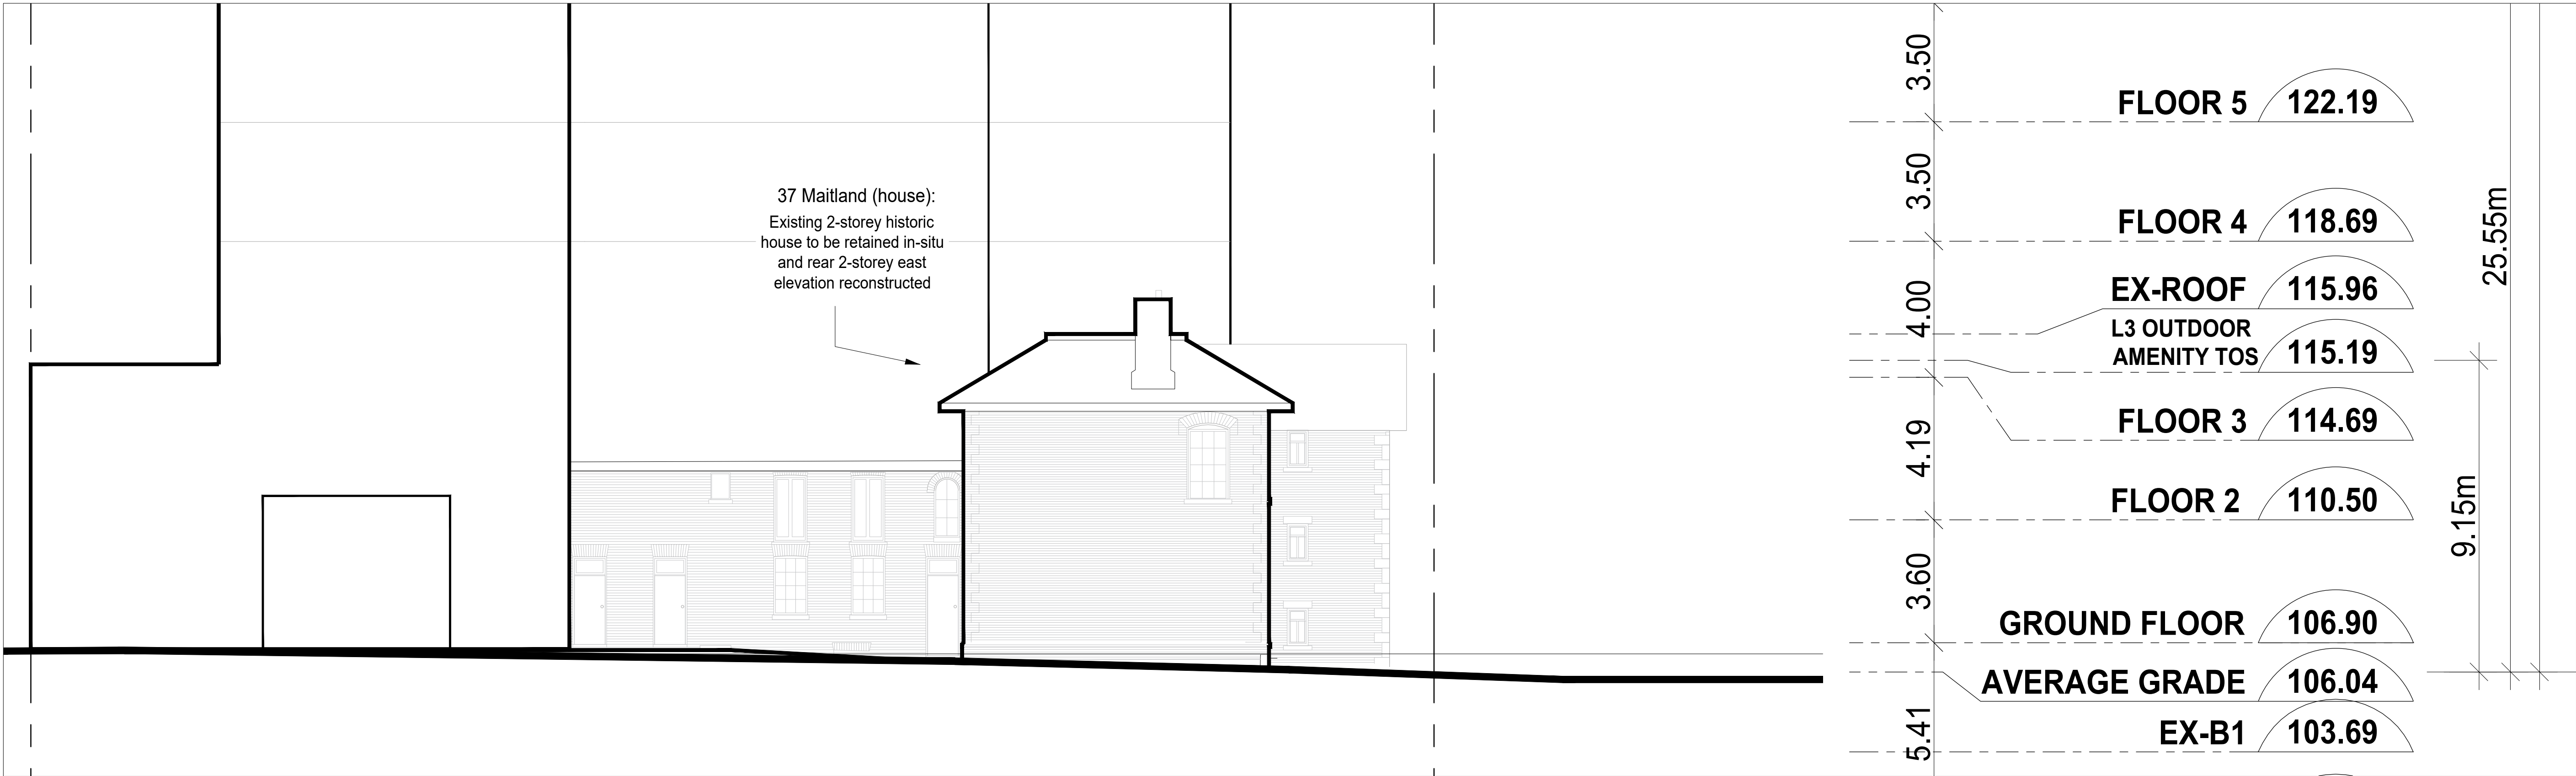 3.50
FLOOR 5 122.19
3.50
37 Maitland (house):
Existing 2-storey historic
house to be retained in-situ
and rear 2-storey east
elevation reconstructed
FLOOR 4 118.69
25.55m
4.00
EX-ROOF 115.96
L3 OUTDOOR
AMENITY TOS 115.19
4.19
FLOOR 3 114.69
FLOOR 2 110.50
9.15m
3.60
GROUND FLOOR 106.90
AVERAGE GRADE 106.04
5.41
EX-B1 103.69